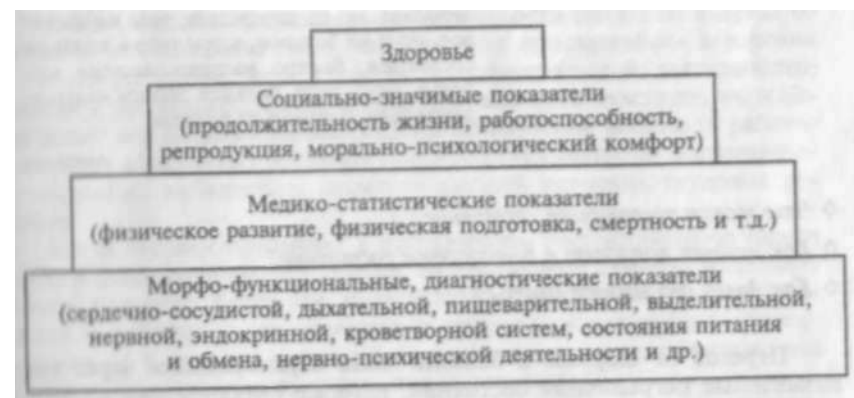 Здоровье
Социально-значимые показатели
(продолжительность жизни, работоспособность,
репродукция, морально-психологический комфорт)
Медико-статистические показатели
(физическое развитие, физическая подготовка, смертность и т.д.)
Морфо-функциональные, диагностические показатели
(сердечно-сосудистой, дыхательной, пищеварительной, выделительной,
нервной, эндокринной, кроветворной систем, состояния питания
и обмена, нервно-психической деятельности и др.)